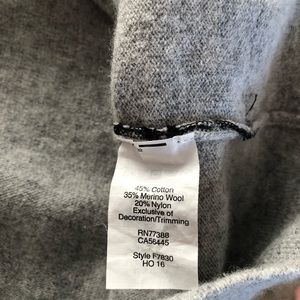 45% Cotton
35% Merino Wool
20% Nylon
Exclusive of
Decoration/Trimming
RN77388
CA56445
Style F7830
HO 16